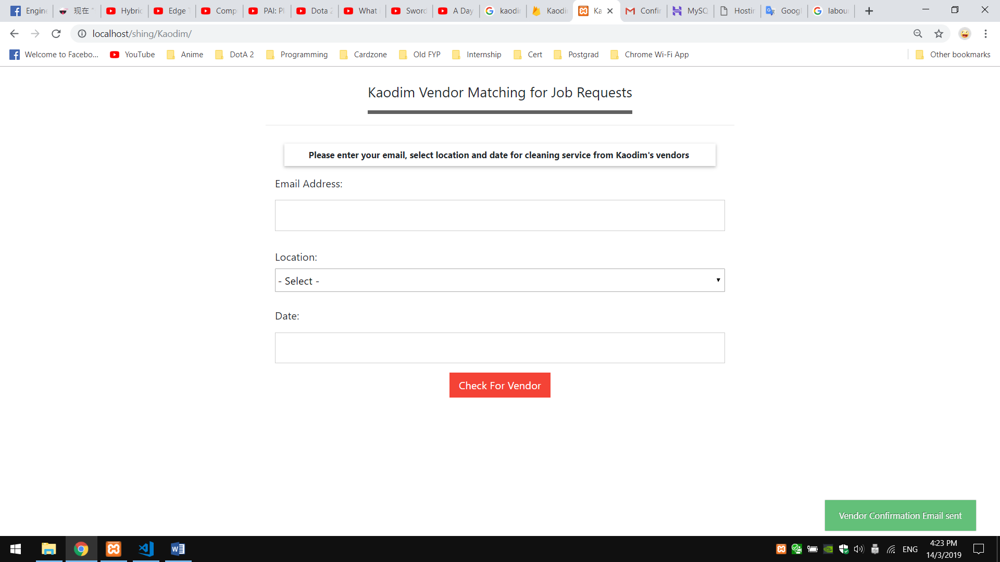 Engine
现在 "
Hybric
Edge T
Comp
PAI: Pl
Dota 2
What i
Sword
A Day
kaodin
Kaodi
Ka
Confir
MySQ
Hostin
Googl
labour
localhost/shing/Kaodim/
Welcome to Facebo...
YouTube
Anime
DotA 2
Programming
Cardzone
Old FYP
Internship
Cert
Postgrad
Chrome Wi-Fi App
Other bookmarks
Kaodim Vendor Matching for Job Requests
Please enter your email, select location and date for cleaning service from Kaodim's vendors
Email Address:
Location:
- Select -
Date:
Check For Vendor
Vendor Confirmation Email sent
ENG
4:23 PM
14/3/2019